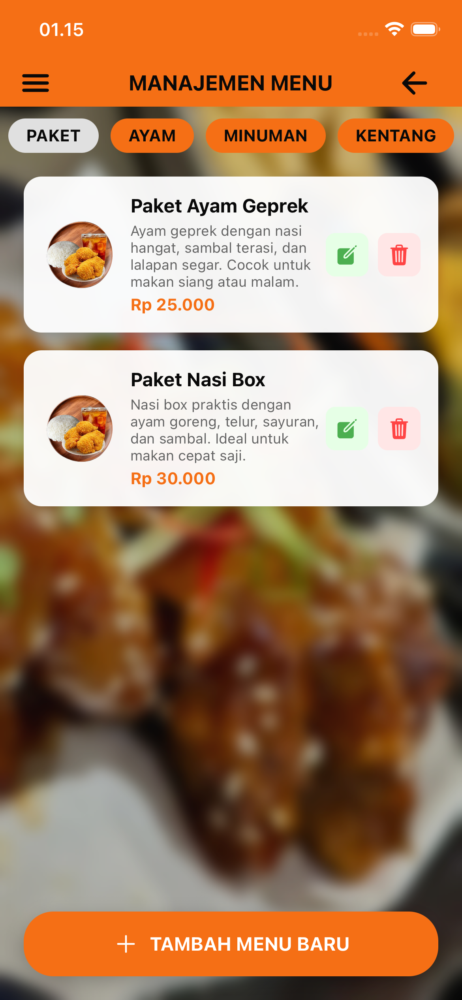 01.15
MANAJEMEN MENU
PAKET AYAM MINUMAN KENTANG
Paket Ayam Geprek
Ayam geprek dengan nasi
hangat, sambal terasi, dan
lalapan segar. Cocok untuk
makan siang atau malam.
Rp 25.000
Paket Nasi Box
Nasi box praktis dengan
ayam goreng, telur, sayuran,
dan sambal. Ideal untuk
makan cepat saji.
Rp 30.000
+ TAMBAH MENU BARU